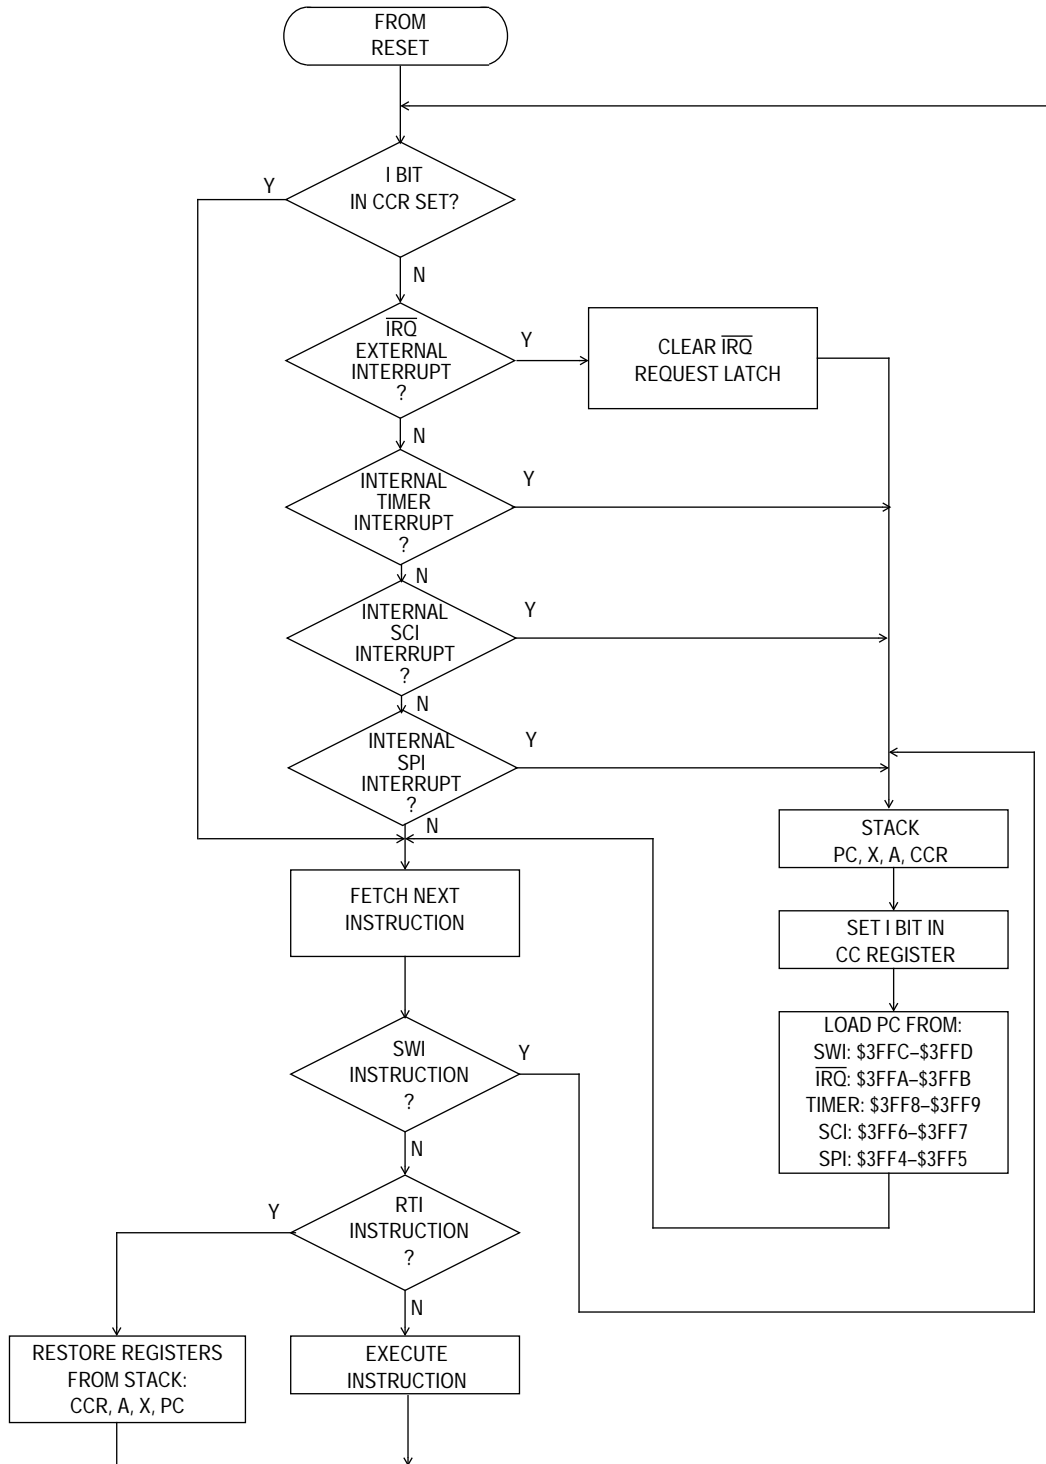 FROM
RESET
I BIT
IN CCR SET?
Y
N
IRQ
EXTERNAL
INTERRUPT
?
Y
N
CLEAR IRQ
REQUEST LATCH
INTERNAL
TIMER
INTERRUPT
?
Y
N
INTERNAL
SCI
INTERRUPT
?
Y
N
INTERNAL
SPI
INTERRUPT
?
Y
N
STACK
PC, X, A, CCR
SET I BIT IN
CC REGISTER
LOAD PC FROM:
SWI: $3FFC–$3FFD
IRQ: $3FFA–$3FFB
TIMER: $3FF8–$3FF9
SCI: $3FF6–$3FF7
SPI: $3FF4–$3FF5
FETCH NEXT
INSTRUCTION
SWI
INSTRUCTION
?
Y
N
RTI
INSTRUCTION
?
Y
N
RESTORE REGISTERS
FROM STACK:
CCR, A, X, PC
EXECUTE
INSTRUCTION